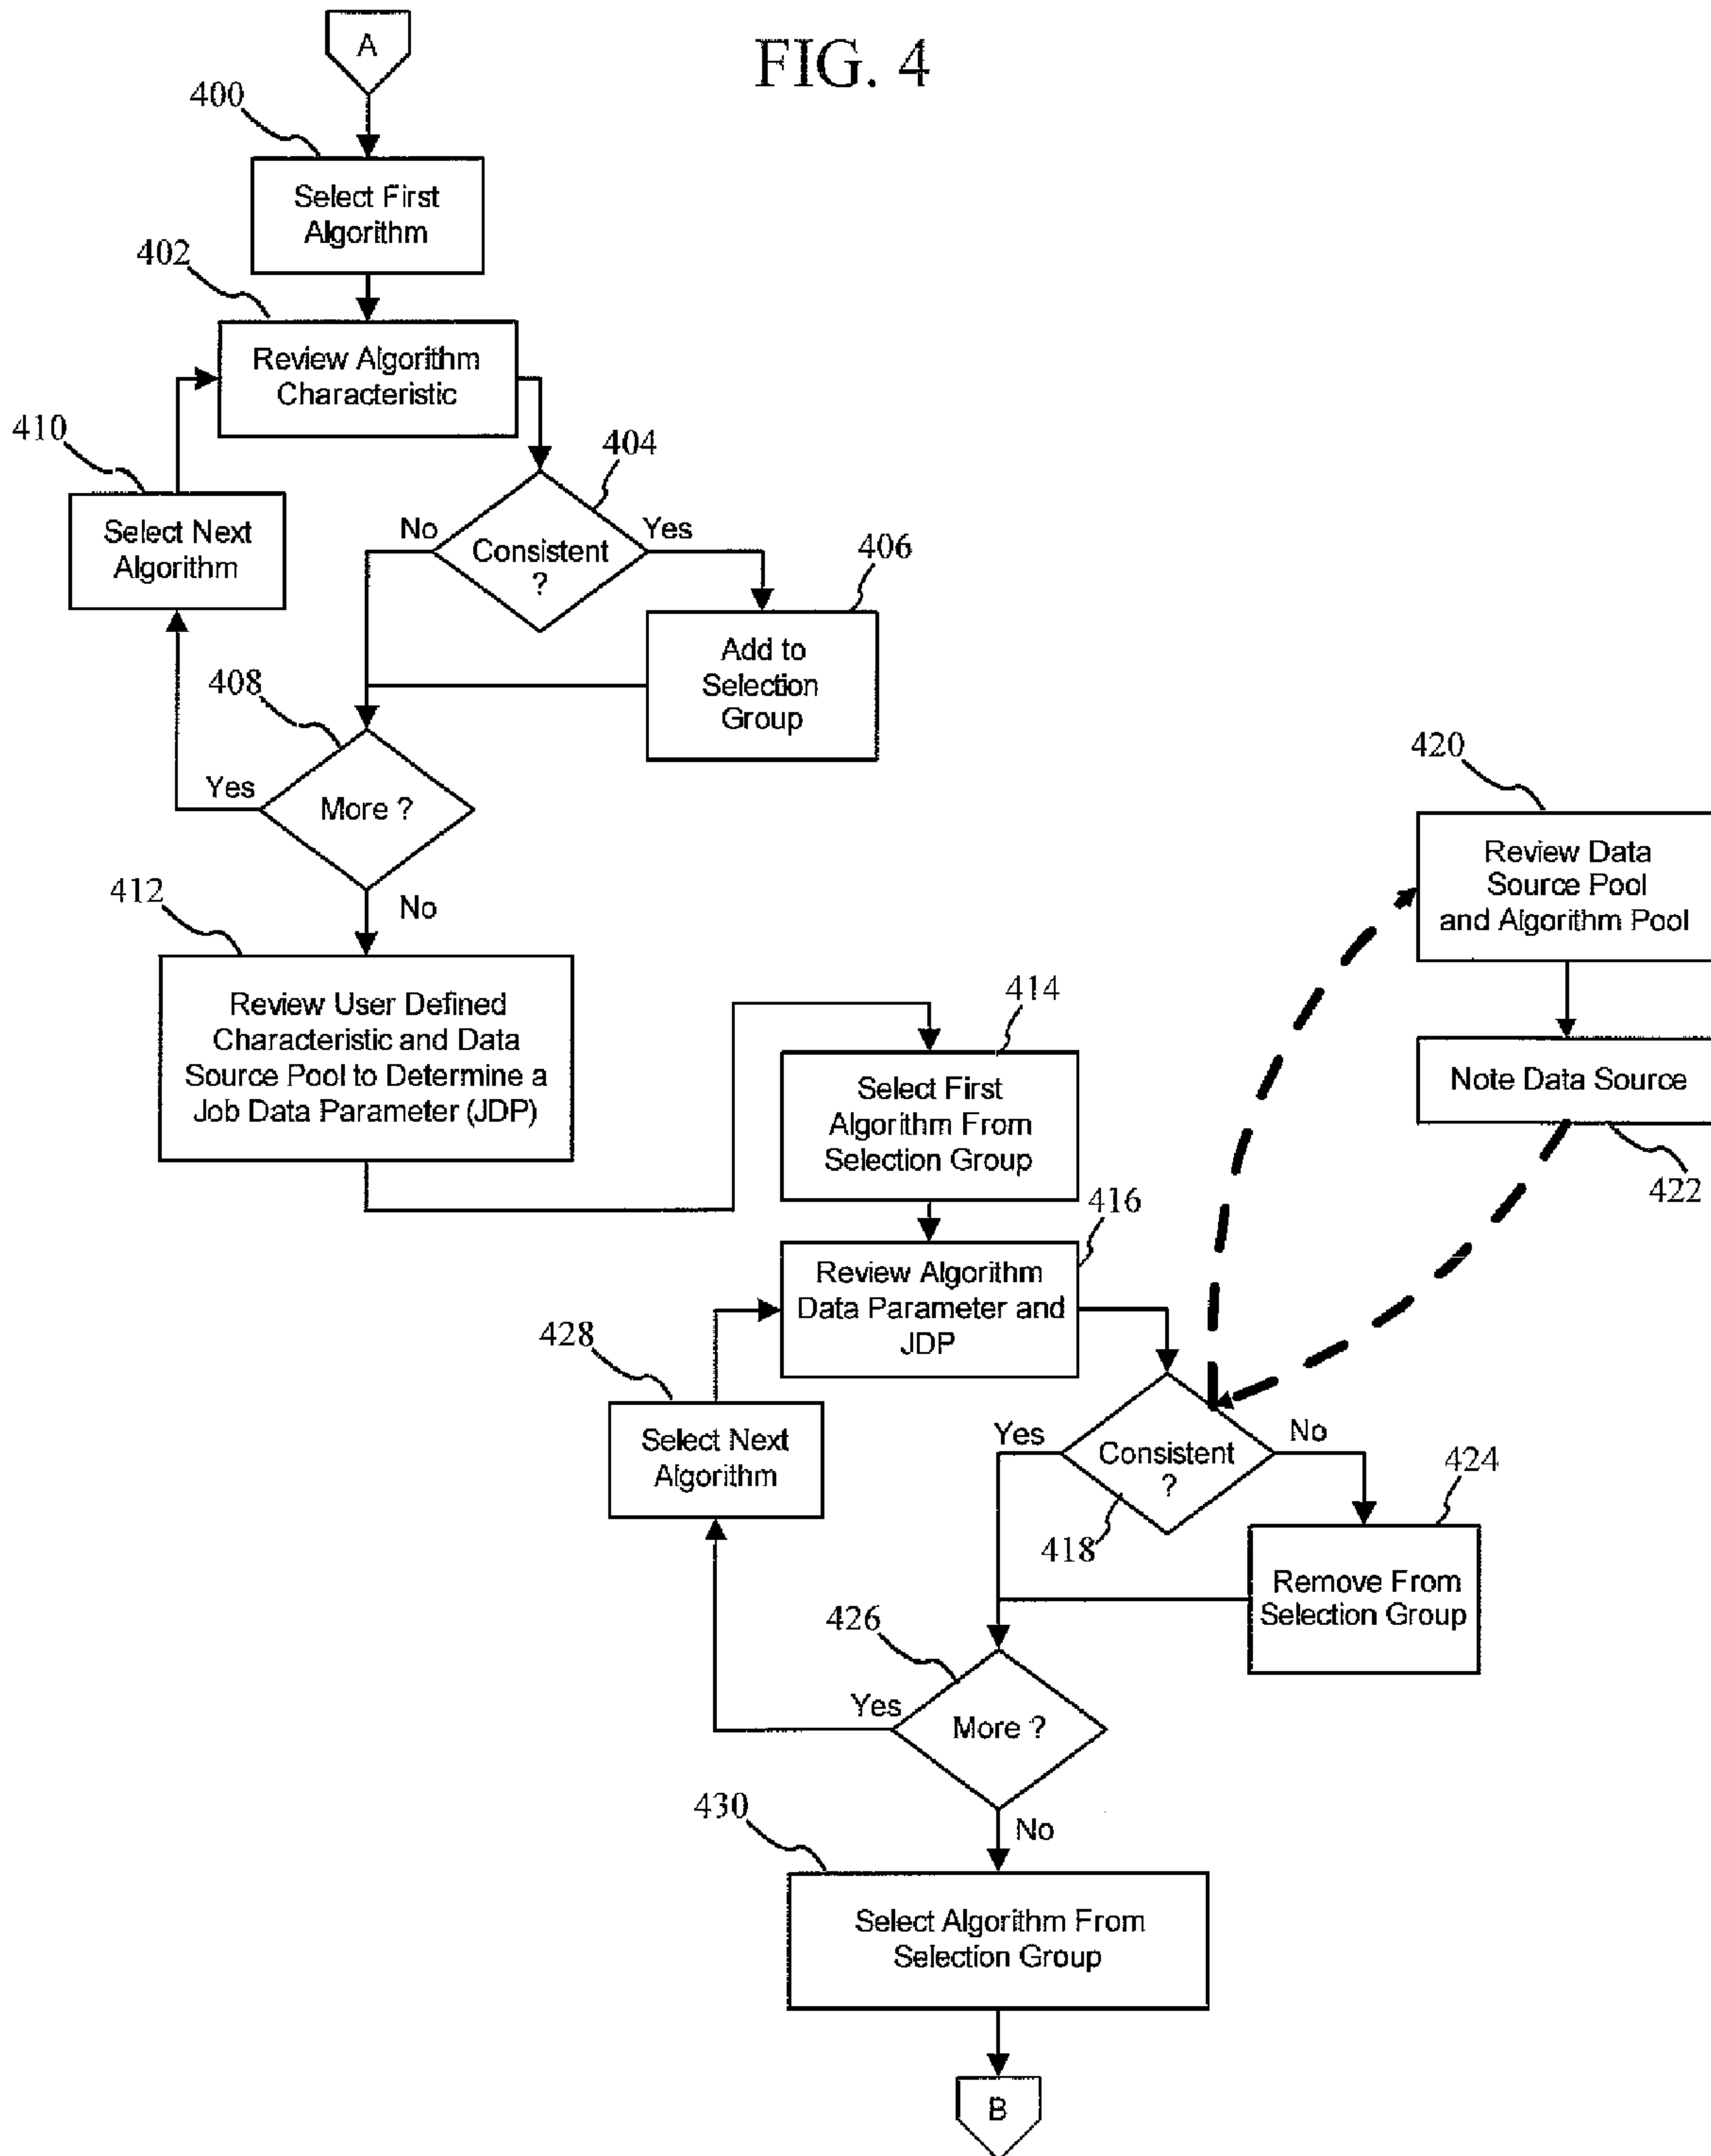 FIG. 4
A
400
Select First
Algorithm
402
Review Algorithm
Characteristic
410
Select Next
Algorithm
404
No
Yes
Consistent
?
406
Add to
Selection
Group
408
Yes
More ?
No
412
Review User Defined
Characteristic and Data
Source Pool to Determine a
Job Data Parameter (JDP)
414
Select First
Algorithm From
Selection Group
416
Review Algorithm
Data Parameter and
JDP
420
Review Data
Source Pool
and Algorithm Pool
Note Data Source
422
428
Select Next
Algorithm
Yes
No
Consistent
?
418
424
Remove From
Selection Group
426
Yes
More ?
No
430
Select Algorithm From
Selection Group
B